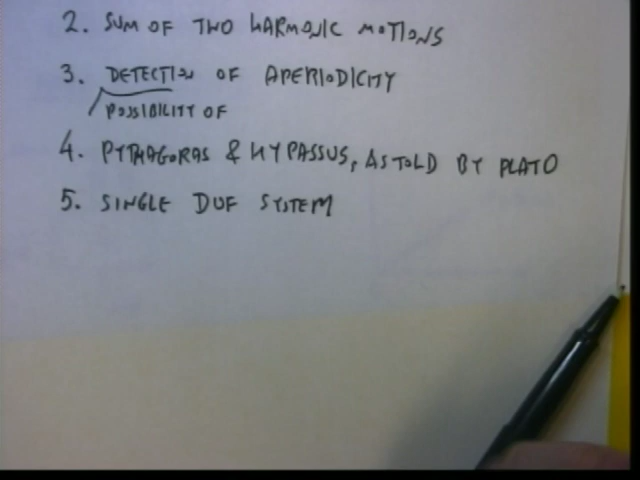 2. SUM OF TWO HARMONIC MOTIONS
3. DETECTION OF APERIODICITY
POSSIBILITY OF
4. PYTHAGORAS & HYPASSUS, AS TOLD BY PLATO
5. SINGLE DOF SYSTEM